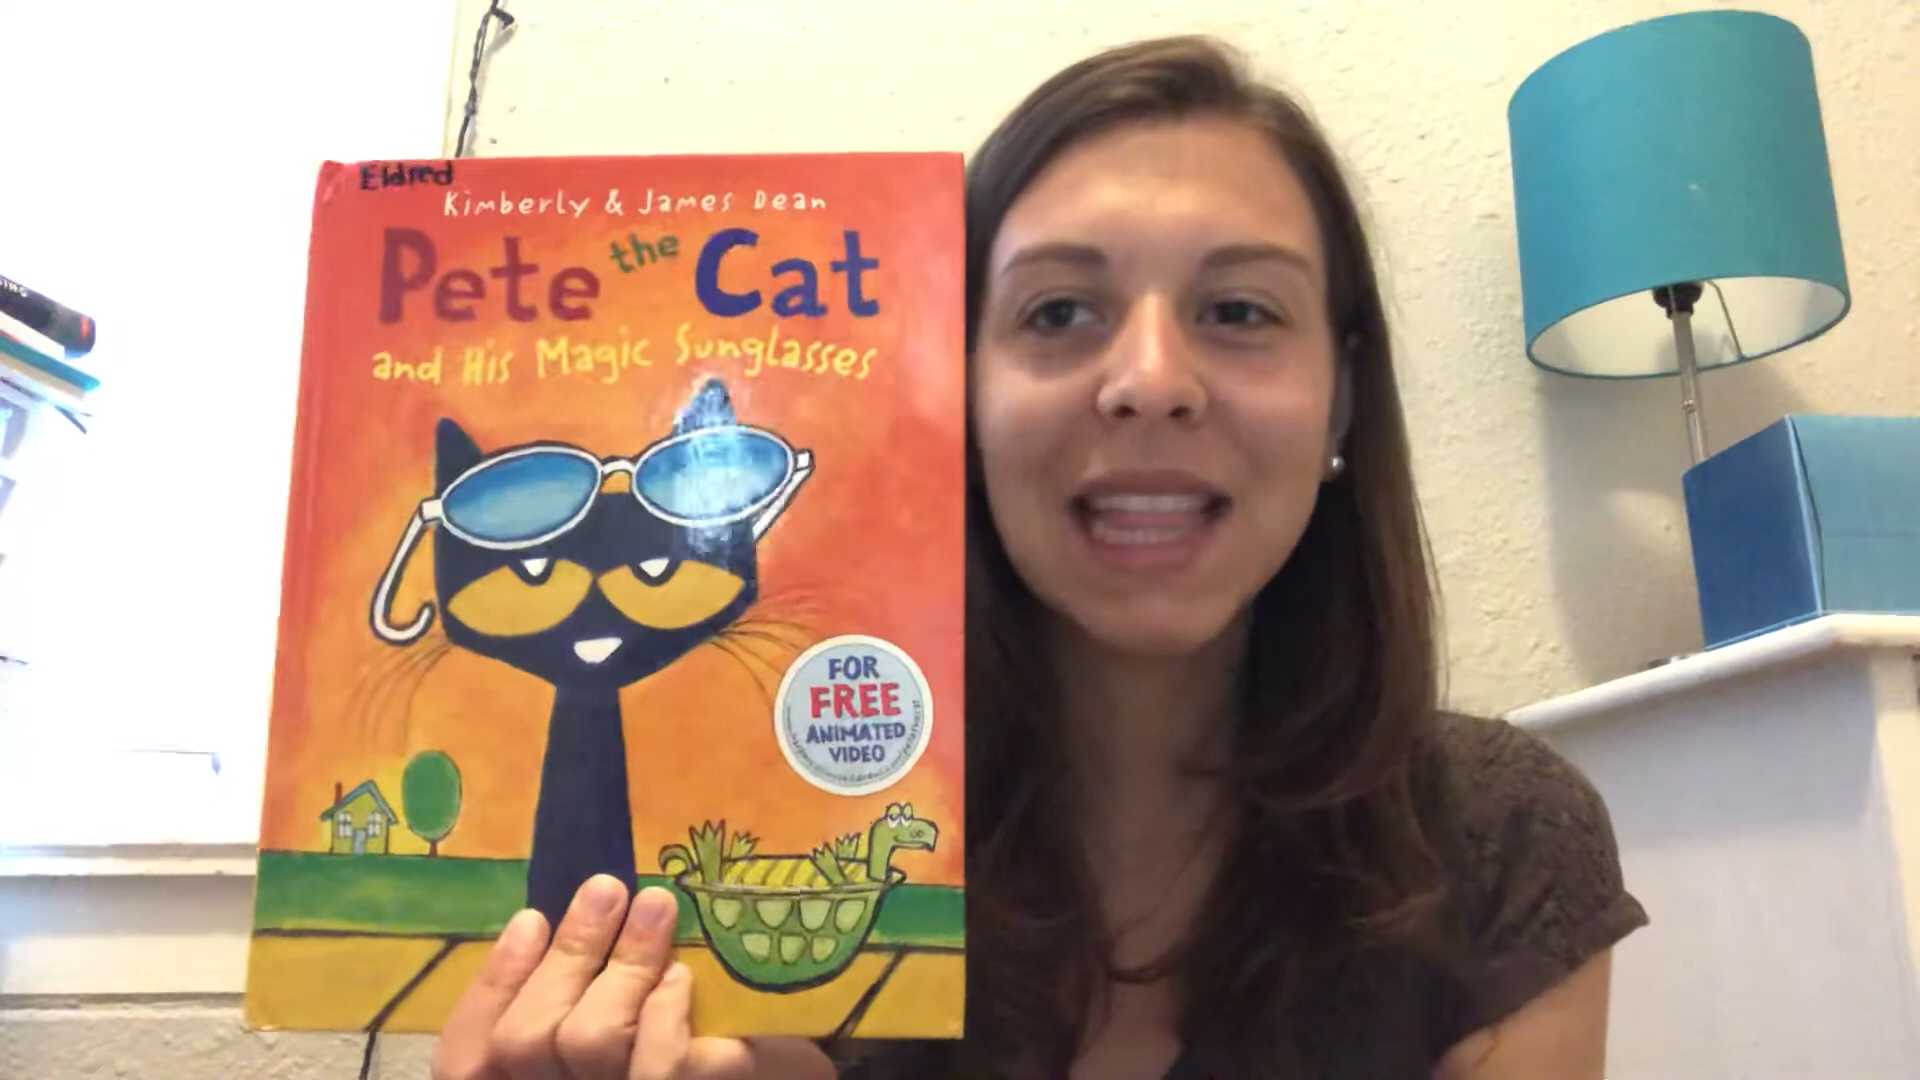 Eldred
Kimberly & James Dean
Pete the Cat
and His Magic Sunglasses
FOR
FREE
ANIMATED
VIDEO